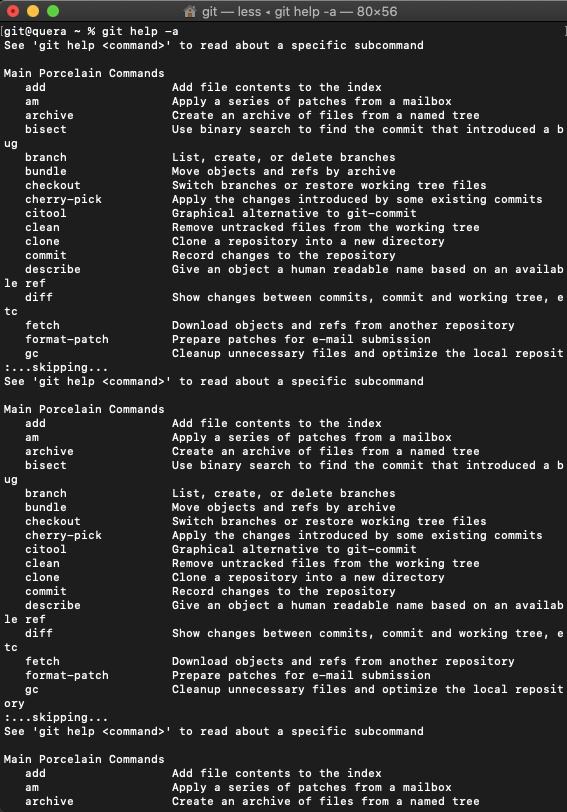 git — less ◂ git help -a — 80×56
[git@quera ~ % git help -a ]
See 'git help <command>' to read about a specific subcommand
Main Porcelain Commands
add Add file contents to the index
am Apply a series of patches from a mailbox
archive Create an archive of files from a named tree
bisect Use binary search to find the commit that introduced a b
ug
branch List, create, or delete branches
bundle Move objects and refs by archive
checkout Switch branches or restore working tree files
cherry-pick Apply the changes introduced by some existing commits
citool Graphical alternative to git-commit
clean Remove untracked files from the working tree
clone Clone a repository into a new directory
commit Record changes to the repository
describe Give an object a human readable name based on an availab
le ref
diff Show changes between commits, commit and working tree, e
tc
fetch Download objects and refs from another repository
format-patch Prepare patches for e-mail submission
gc Cleanup unnecessary files and optimize the local reposit
:...skipping...
See 'git help <command>' to read about a specific subcommand
Main Porcelain Commands
add Add file contents to the index
am Apply a series of patches from a mailbox
archive Create an archive of files from a named tree
bisect Use binary search to find the commit that introduced a b
ug
branch List, create, or delete branches
bundle Move objects and refs by archive
checkout Switch branches or restore working tree files
cherry-pick Apply the changes introduced by some existing commits
citool Graphical alternative to git-commit
clean Remove untracked files from the working tree
clone Clone a repository into a new directory
commit Record changes to the repository
describe Give an object a human readable name based on an availab
le ref
diff Show changes between commits, commit and working tree, e
tc
fetch Download objects and refs from another repository
format-patch Prepare patches for e-mail submission
gc Cleanup unnecessary files and optimize the local reposit
ory
:...skipping...
See 'git help <command>' to read about a specific subcommand
Main Porcelain Commands
add Add file contents to the index
am Apply a series of patches from a mailbox
archive Create an archive of files from a named tree